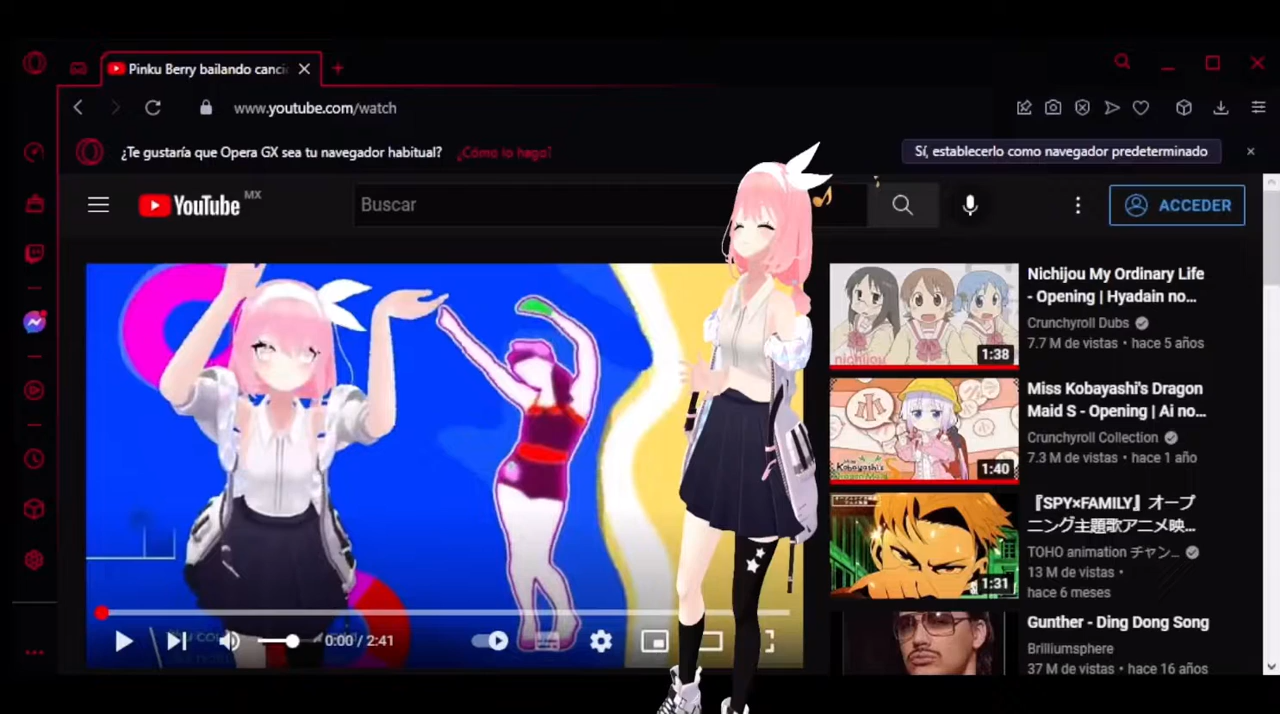 Pinku Berry bailando canci
www.youtube.com/watch
¿Te gustaría que Opera GX sea tu navegador habitual? ¿Cómo lo hago?
Sí, establecerlo como navegador predeterminado
YouTube MX
Buscar
ACCEDER
Nichijou My Ordinary Life
- Opening | Hyadain no...
Crunchyroll Dubs
7.7 M de vistas • hace 5 años
nichijou
1:38
Miss Kobayashi's Dragon
Maid S - Opening | Ai no...
Crunchyroll Collection
7.3 M de vistas • hace 1 año
小
Kobayashi's
1:40
『SPY×FAMILY』オープ
ニング主題歌アニメ映...
TOHO animation チャン...
13 M de vistas •
hace 6 meses
1:31
Gunther - Ding Dong Song
Brilliumsphere
37 M de vistas • hace 16 años
0:00 / 2:41